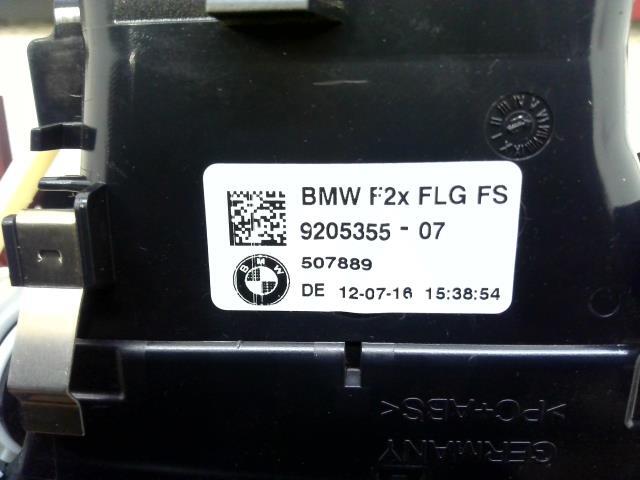 BMW F2x FLG FS
9205355 - 07
507889
BMW
DE 12-07-16 15:38:54
>PC+ABS<
GERMANY